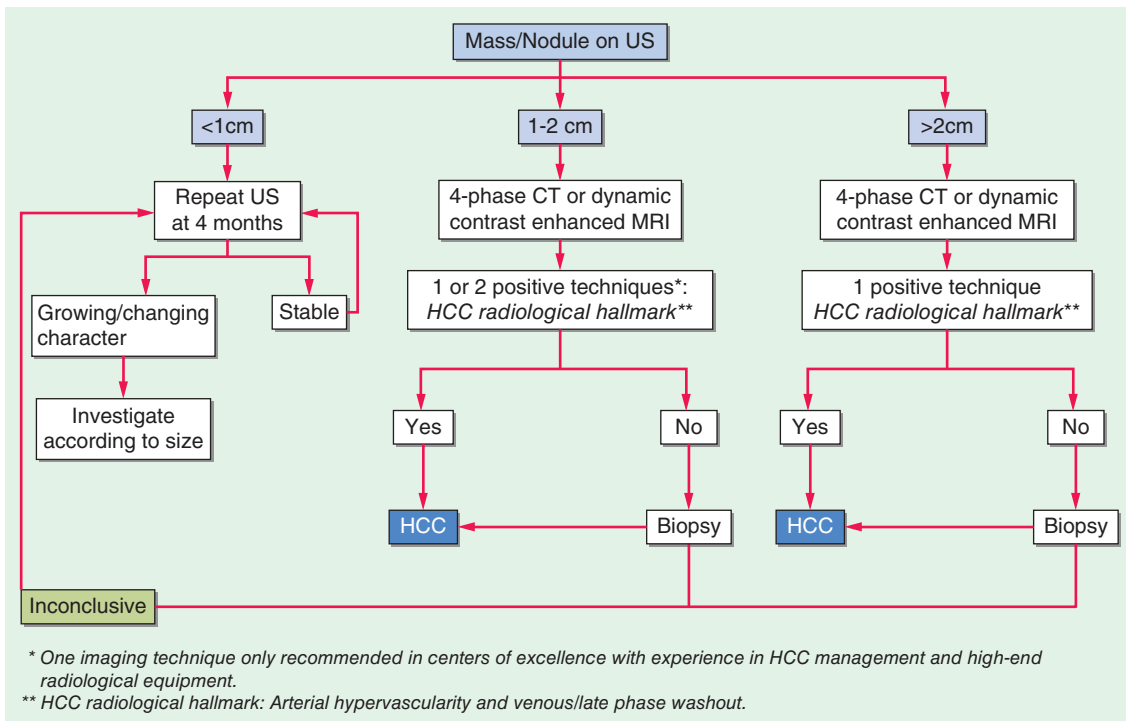 Mass/Nodule on US
<1cm
1-2 cm
>2cm
Repeat US
at 4 months
4-phase CT or dynamic
contrast enhanced MRI
4-phase CT or dynamic
contrast enhanced MRI
Growing/changing
character
Stable
1 or 2 positive techniques*:
HCC radiological hallmark**
1 positive technique
HCC radiological hallmark**
Investigate
according to size
Yes
No
Yes
No
HCC
Biopsy
HCC
Biopsy
Inconclusive
* One imaging technique only recommended in centers of excellence with experience in HCC management and high-end
radiological equipment.
** HCC radiological hallmark: Arterial hypervascularity and venous/late phase washout.